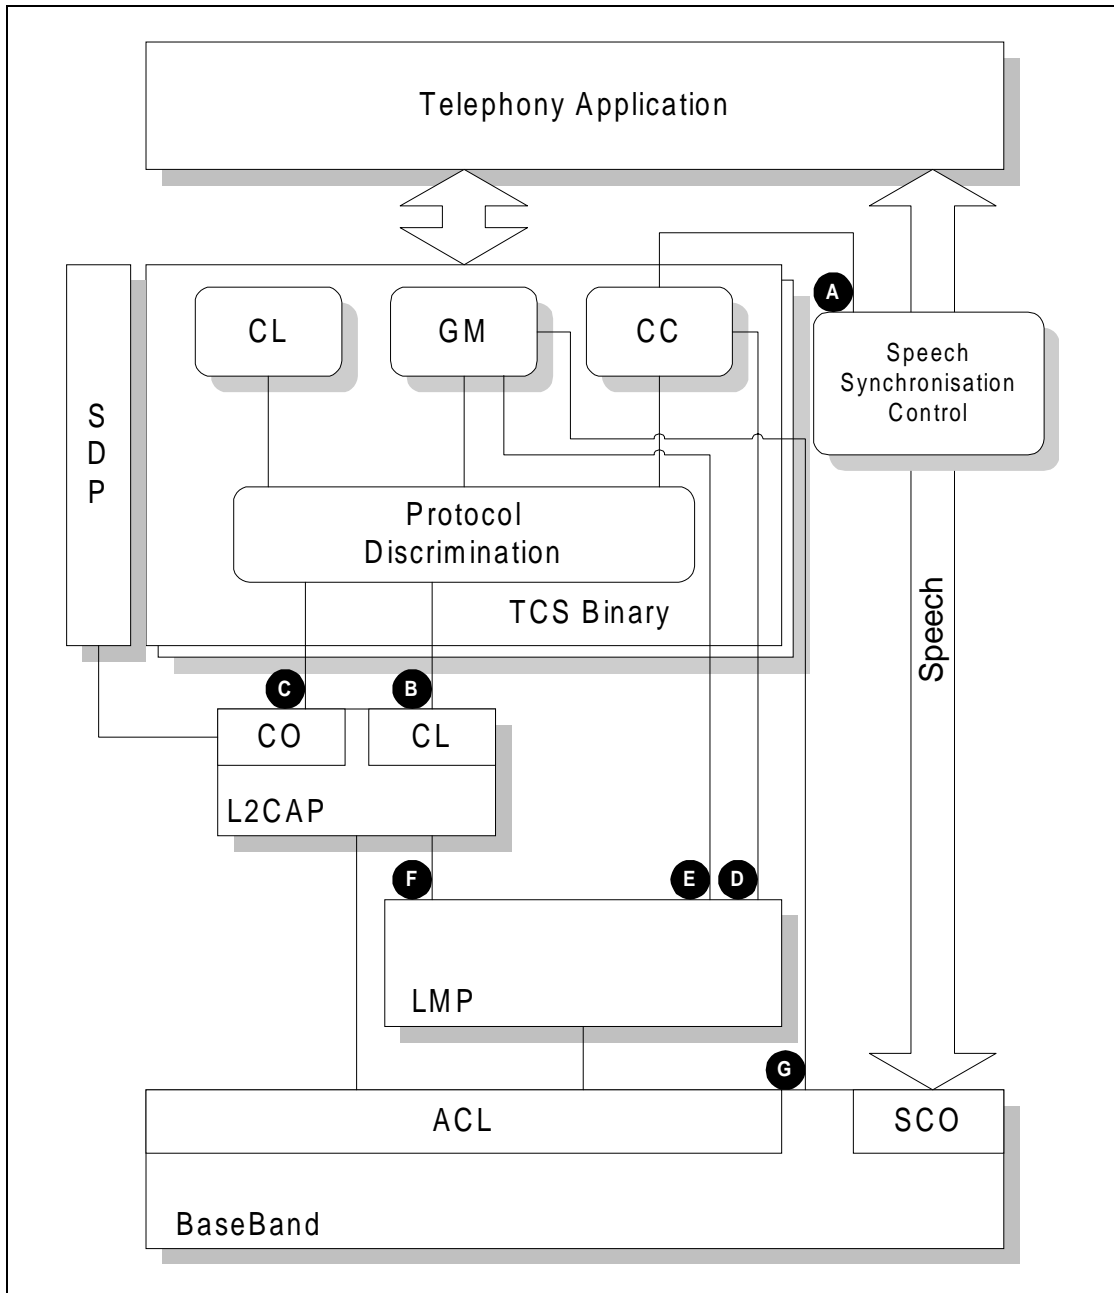 Telephony Application
CL
GM
CC
A
Speech
Synchronisation
Control
S
D
P
Protocol
Discrimination
TCS Binary
Speech
C
B
CO
CL
L2CAP
F
E
D
LMP
G
ACL
SCO
BaseBand